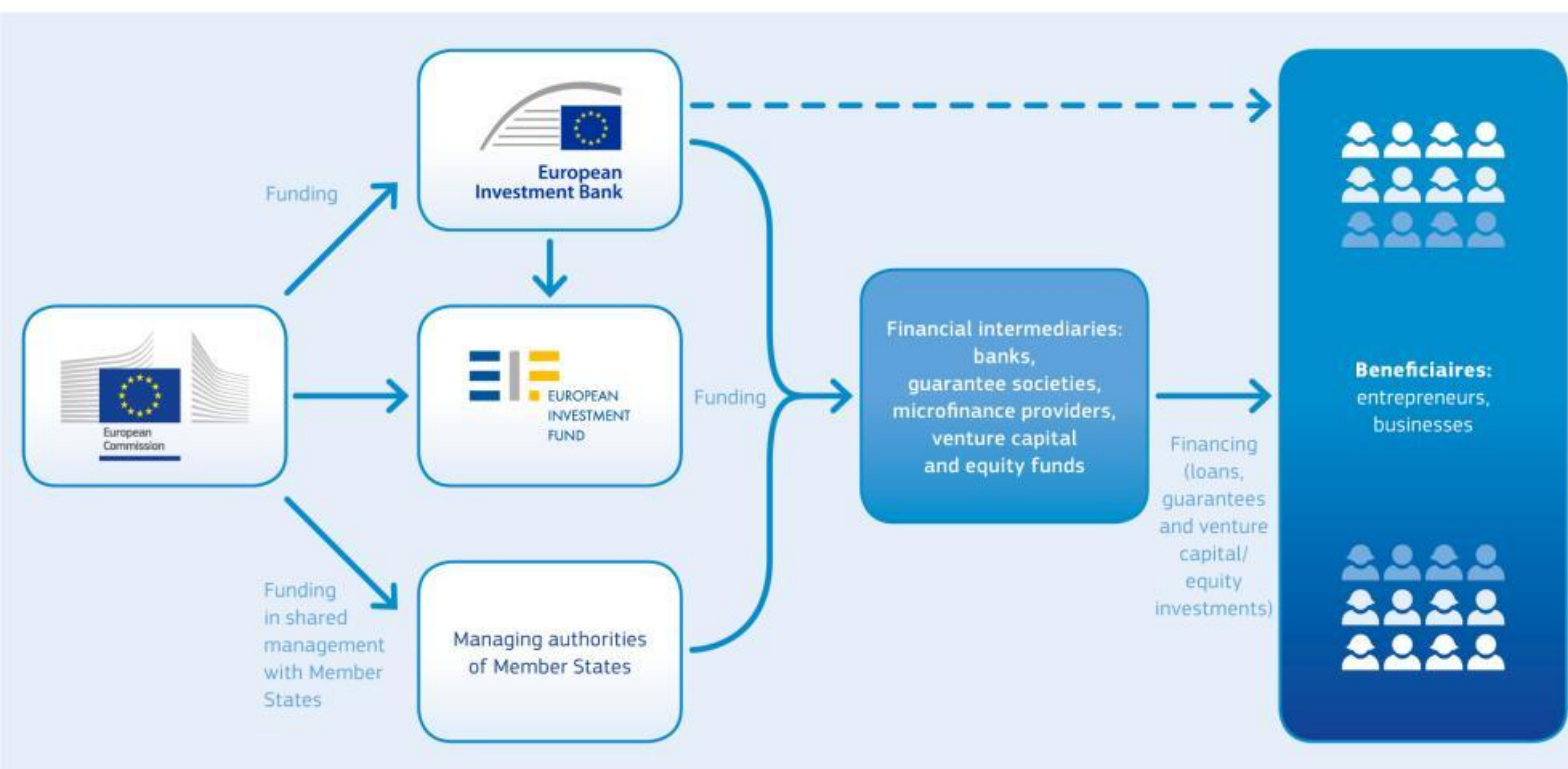 European
Commission
Funding
European
Investment Bank
EUROPEAN
INVESTMENT
FUND
Funding
in shared
management
with Member
States
Managing authorities
of Member States
Funding
Financial intermediaries:
banks,
guarantee societies,
microfinance providers,
venture capital
and equity funds
Financing
(loans,
guarantees
and venture
capital/
equity
investments)
Beneficiaires:
entrepreneurs,
businesses